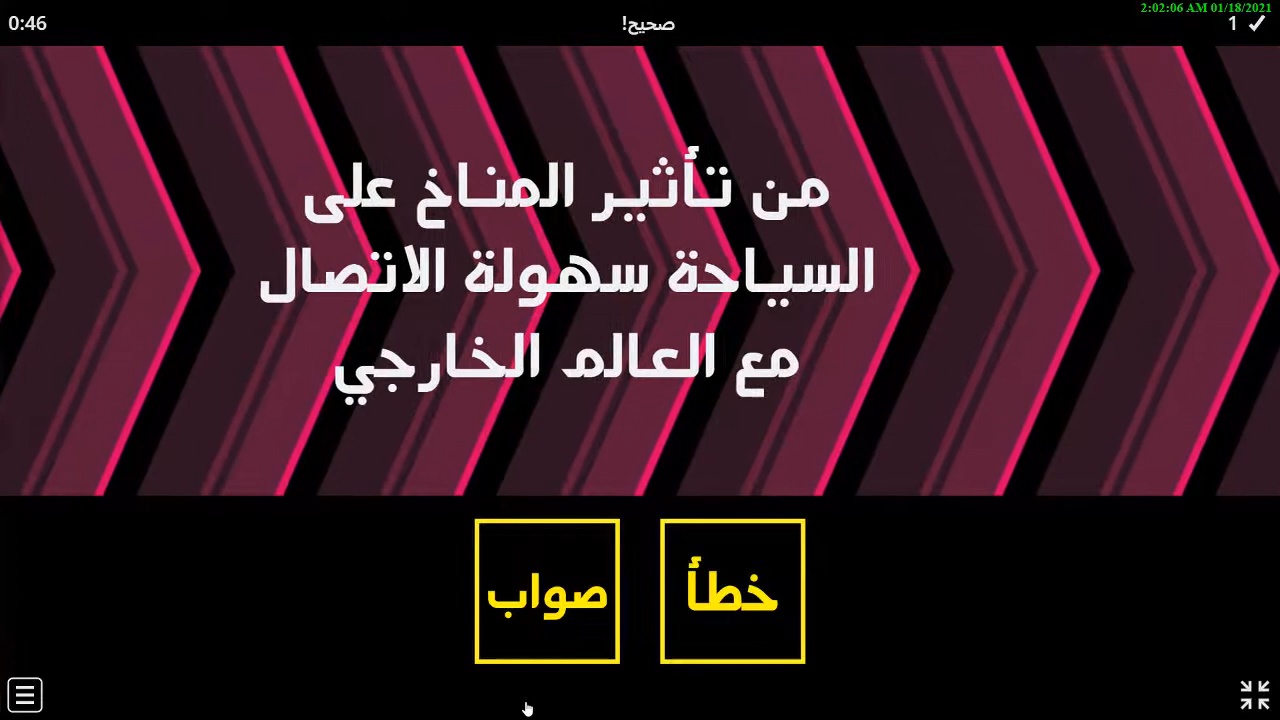 2:02:06 AM 01/18/2021
0:46
صحيح!
1
من تأثير المناخ على
السياحة سهولة الاتصال
مع العالم الخارجي
خطأ
صواب